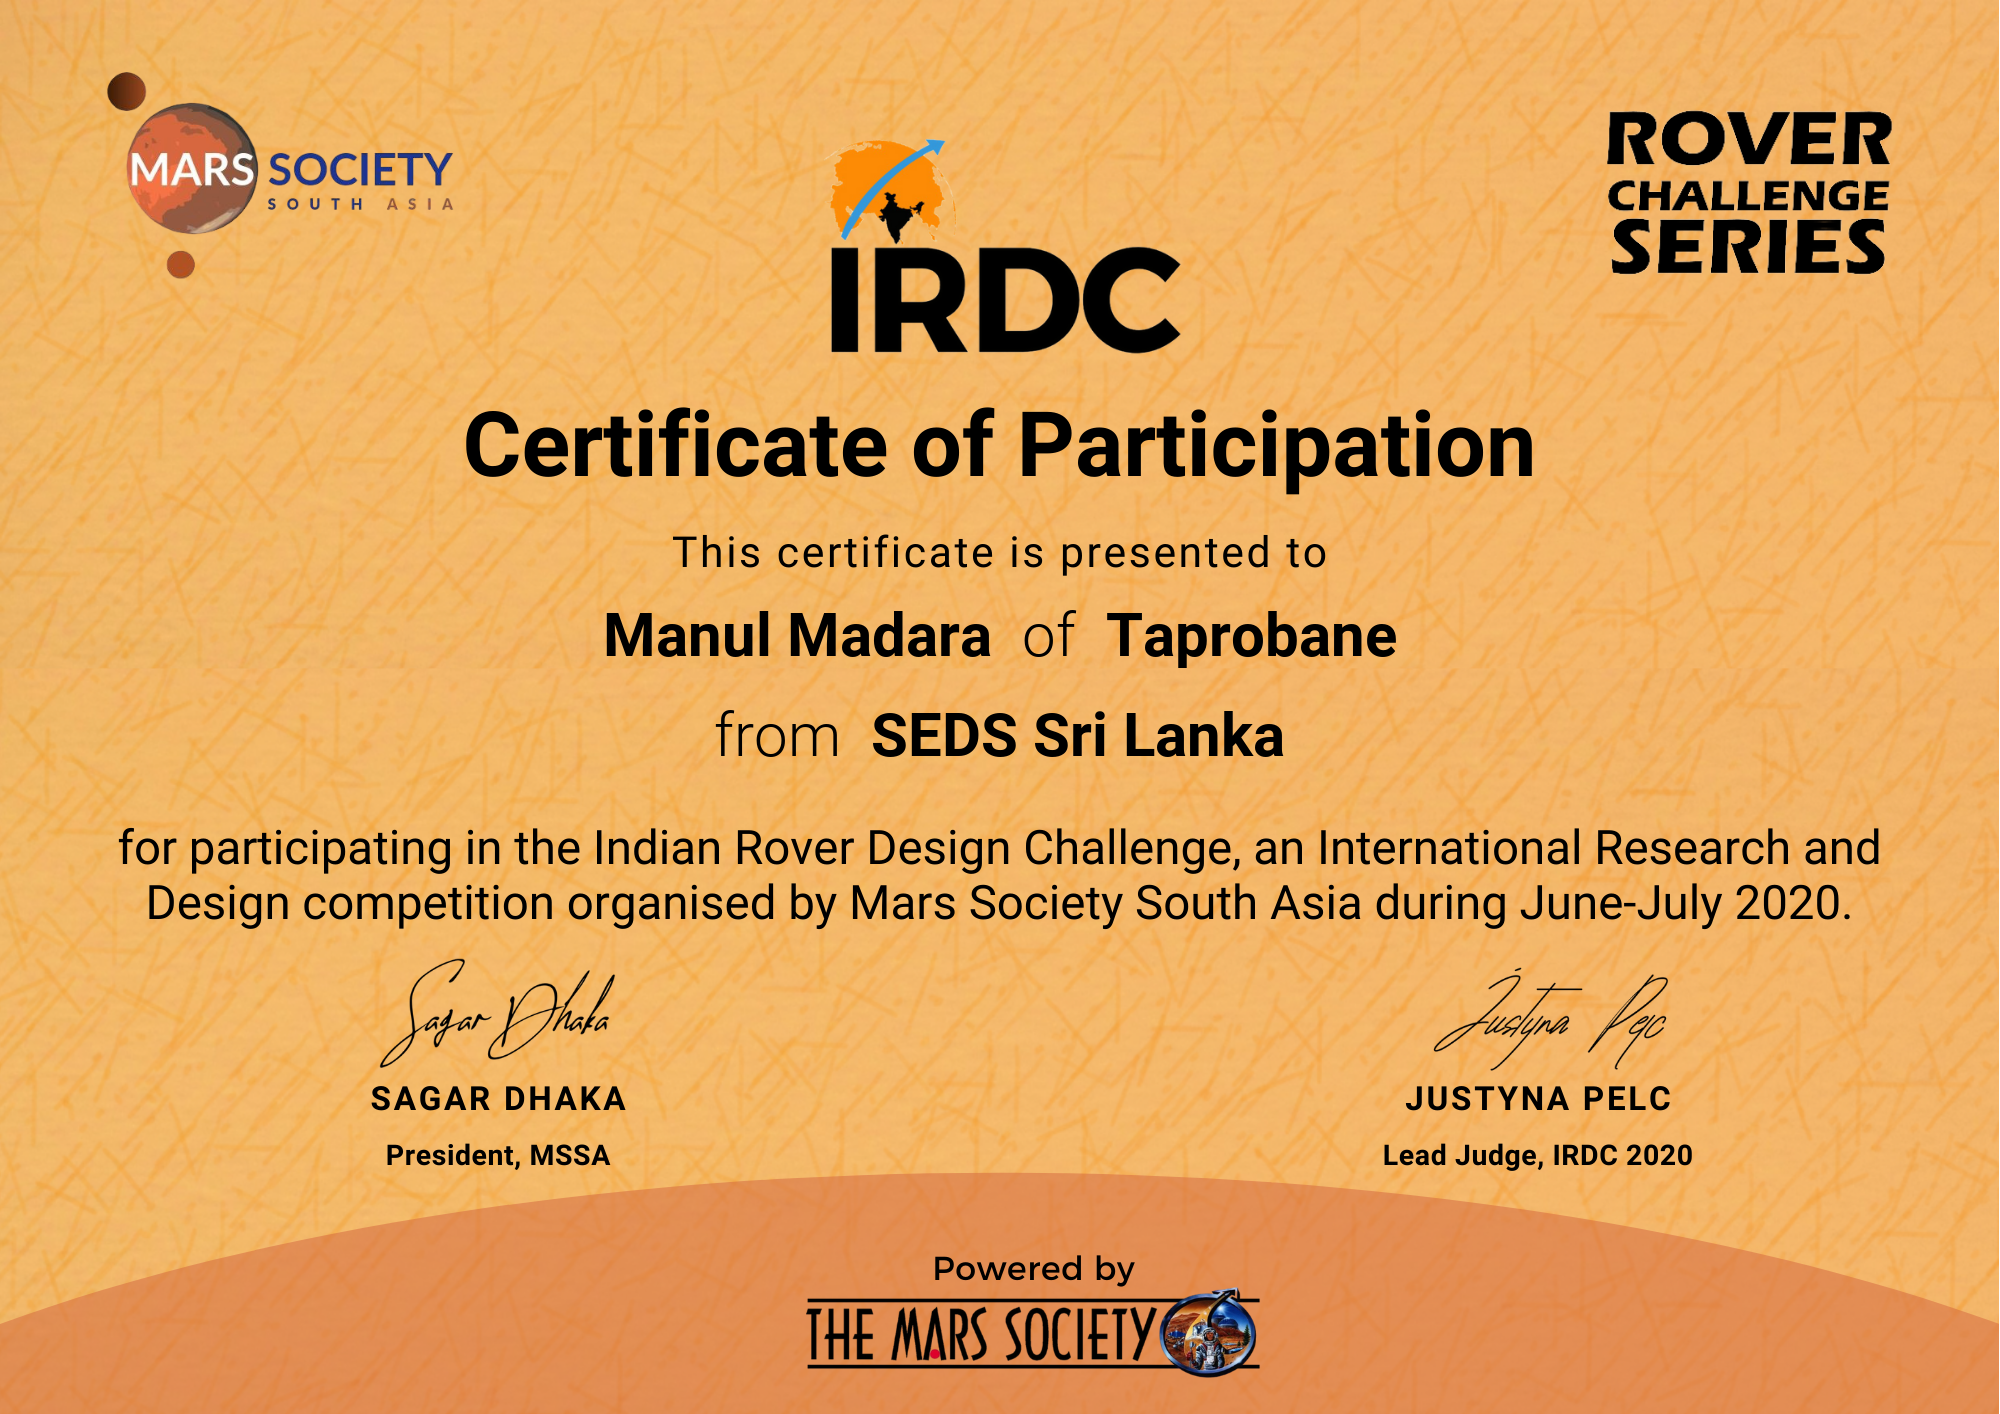 MARS SOCIETY
SOUTH ASIA
IRDC
ROVER
CHALLENGE
SERIES
Certificate of Participation
This certificate is presented to
Manul Madara of Taprobane
from SEDS Sri Lanka
for participating in the Indian Rover Design Challenge, an International Research and
Design competition organised by Mars Society South Asia during June-July 2020.
Sagar Dhaka
SAGAR DHAKA
President, MSSA
Justyna Pelc
JUSTYNA PELC
Lead Judge, IRDC 2020
Powered by
THE MARS SOCIETY